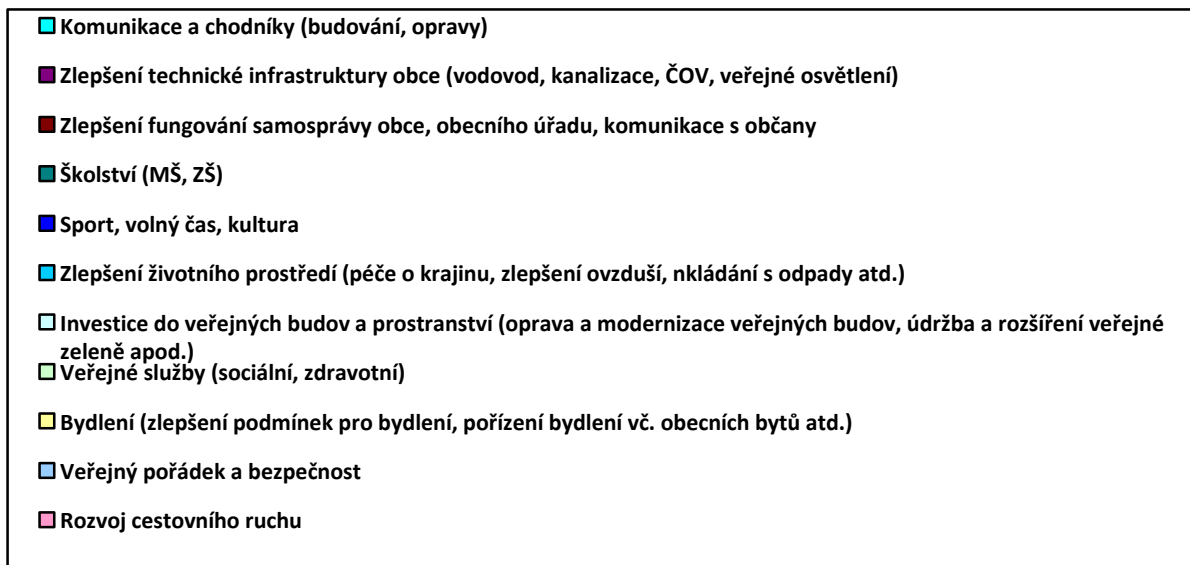 Komunikace a chodníky (budování, opravy)
Zlepšení technické infrastruktury obce (vodovod, kanalizace, ČOV, veřejné osvětlení)
Zlepšení fungování samosprávy obce, obecního úřadu, komunikace s občany
Školství (MŠ, ZŠ)
Sport, volný čas, kultura
Zlepšení životního prostředí (péče o krajinu, zlepšení ovzduší, nkládání s odpady atd.)
Investice do veřejných budov a prostranství (oprava a modernizace veřejných budov, údržba a rozšíření veřejné
zeleně apod.)
Veřejné služby (sociální, zdravotní)
Bydlení (zlepšení podmínek pro bydlení, pořízení bydlení vč. obecních bytů atd.)
Veřejný pořádek a bezpečnost
Rozvoj cestovního ruchu